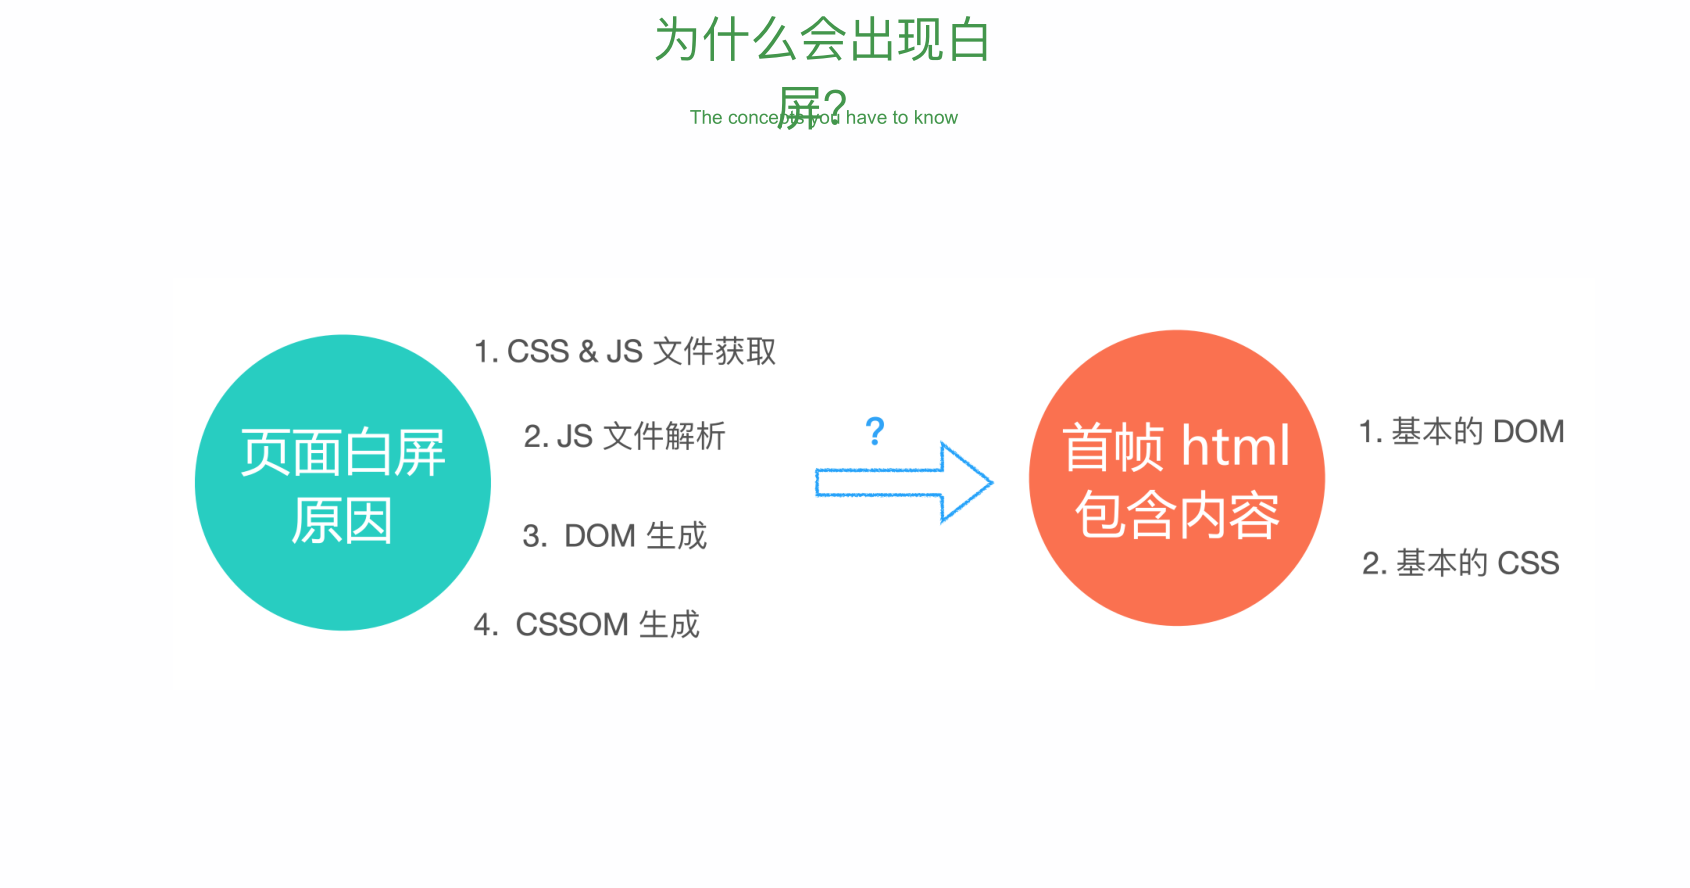 为什么会出现白
屏?
The concepts you have to know
页面白屏
原因
1. CSS & JS 文件获取
2. JS 文件解析
3. DOM 生成
4. CSSOM 生成
?
首帧 html
包含内容
1. 基本的 DOM
2. 基本的 CSS